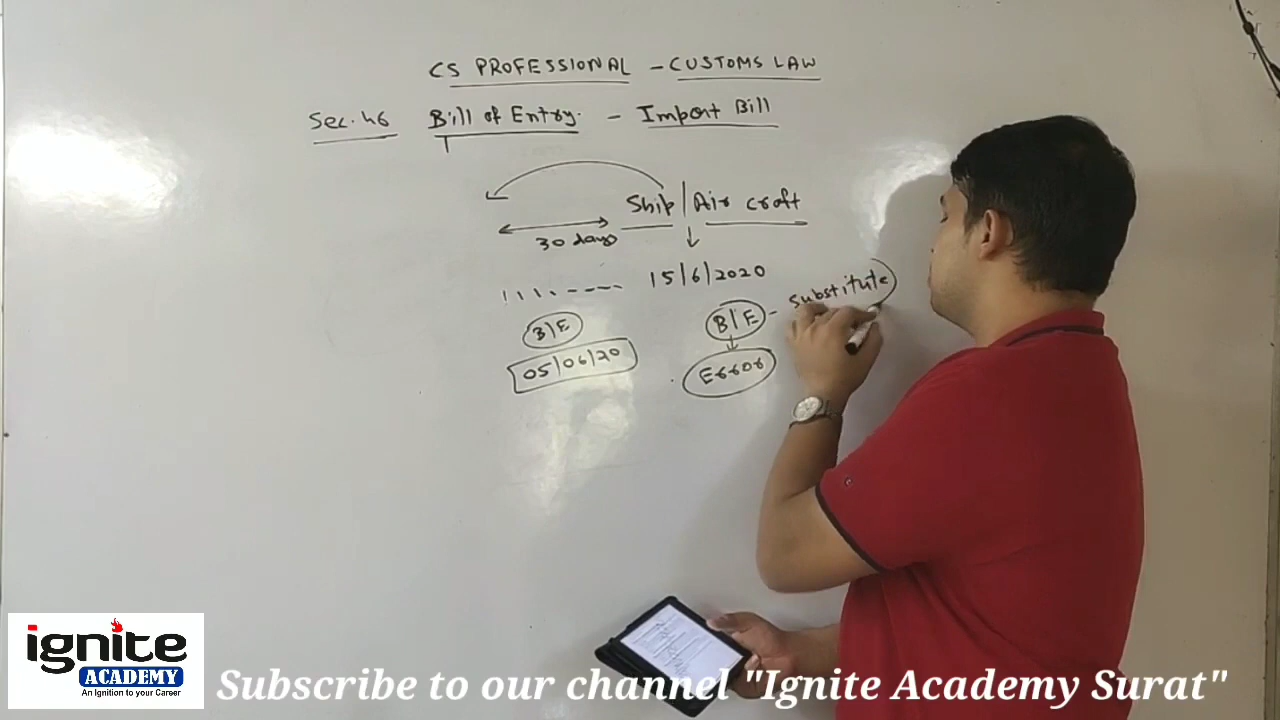 CS PROFESSIONAL - CUSTOMS LAW
Sec. 46 Bill of Entry. - Import Bill
Ship | Air craft
30 days
15/6/2020
Substitute
B/E
B|E -
05/06/20
Error
ignite
ACADEMY
An Ignition to your Career
Subscribe to our channel "Ignite Academy Surat"